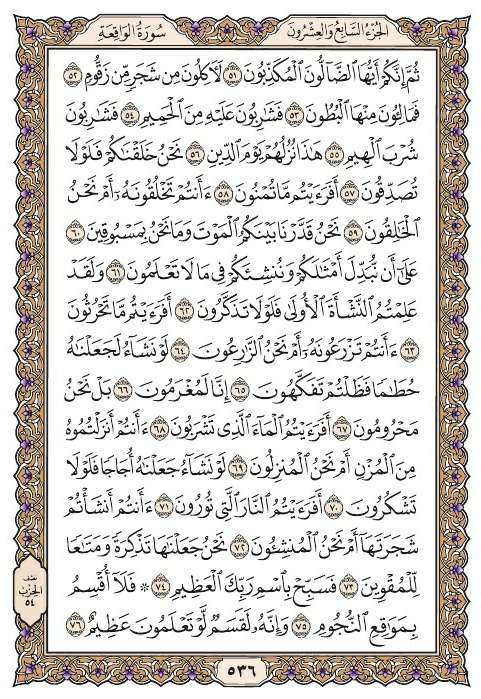 الجزء السابع والعشرون
سورة الواقعة
ثُمَّ إِنَّكُمْ أَيُّهَا الضَّالُّونَ الْمُكَذِّبُونَ ٥١ لَآكِلُونَ مِن شَجَرٍ مِّن زَقُّومٍ ٥٢
فَمَالِئُونَ مِنْهَا الْبُطُونَ ٥٣ فَشَارِبُونَ عَلَيْهِ مِنَ الْحَمِيمِ ٥٤ فَشَارِبُونَ
شُرْبَ الْهِيمِ ٥٥ هَٰذَا نُزُلُهُمْ يَوْمَ الدِّينِ ٥٦ نَحْنُ خَلَقْنَاكُمْ فَلَوْلَا
تُصَدِّقُونَ ٥٧ أَفَرَءَيْتُم مَّا تُمْنُونَ ٥٨ ءَأَنتُمْ تَخْلُقُونَهُۥ أَمْ نَحْنُ
الْخَالِقُونَ ٥٩ نَحْنُ قَدَّرْنَا بَيْنَكُمُ الْمَوْتَ وَمَا نَحْنُ بِمَسْبُوقِينَ ٦٠
عَلَىٰ أَن نُّبَدِّلَ أَمْثَالَكُمْ وَنُنشِئَكُمْ فِي مَا لَا تَعْلَمُونَ ٦١ وَلَقَدْ
عَلِمْتُمُ النَّشْأَةَ الْأُولَىٰ فَلَوْلَا تَذَكَّرُونَ ٦٢ أَفَرَءَيْتُم مَّا تَحْرُثُونَ
٦٣ ءَأَنتُمْ تَزْرَعُونَهُۥ أَمْ نَحْنُ الزَّارِعُونَ ٦٤ لَوْ نَشَاءُ لَجَعَلْنَاهُ
حُطَامًا فَظَلْتُمْ تَفَكَّهُونَ ٦٥ إِنَّا لَمُغْرَمُونَ ٦٦ بَلْ نَحْنُ
مَحْرُومُونَ ٦٧ أَفَرَءَيْتُمُ الْمَاءَ الَّذِي تَشْرَبُونَ ٦٨ ءَأَنتُمْ أَنزَلْتُمُوهُ
مِنَ الْمُزْنِ أَمْ نَحْنُ الْمُنزِلُونَ ٦٩ لَوْ نَشَاءُ جَعَلْنَاهُ أُجَاجًا فَلَوْلَا
تَشْكُرُونَ ٧٠ أَفَرَءَيْتُمُ النَّارَ الَّتِي تُورُونَ ٧١ ءَأَنتُمْ أَنشَأْتُمْ
شَجَرَتَهَا أَمْ نَحْنُ الْمُنشِئُونَ ٧٢ نَحْنُ جَعَلْنَاهَا تَذْكِرَةً وَمَتَاعًا
لِّلْمُقْوِينَ ٧٣ فَسَبِّحْ بِاسْمِ رَبِّكَ الْعَظِيمِ ٧٤ ۞ فَلَا أُقْسِمُ
بِمَوَاقِعِ النُّجُومِ ٧٥ وَإِنَّهُۥ لَقَسَمٌ لَّوْ تَعْلَمُونَ عَظِيمٌ ٧٦
نصف
الحزب
٥٤
٥٣٦